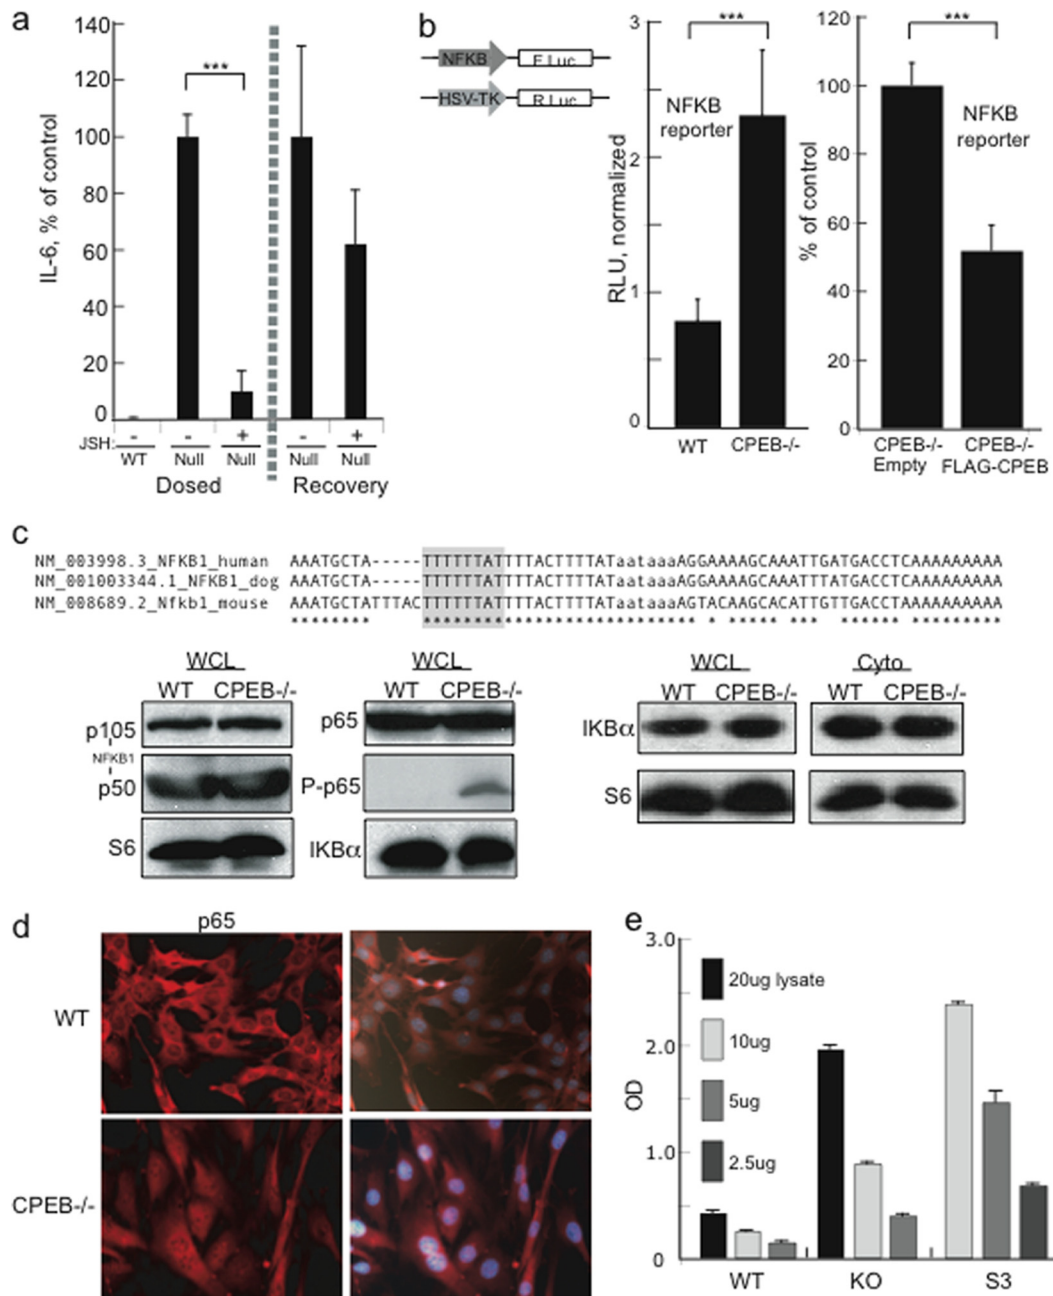 a
140
120
100
80
60
40
20
0
IL-6, % of control
***
JSH: - - + - +
WT Null Null Null Null
Dosed Recovery
b
NFKB F Luc
HSV-TK R Luc
3
2
1
0
RLU, normalized
***
NFKB
reporter
WT CPEB-/-
120
100
80
60
40
20
0
% of control
***
NFKB
reporter
CPEB-/- CPEB-/-
Empty FLAG-CPEB
c
NM_003998.3_NFKB1_human AAATGCTA-----TTTTTTATTTTACTTTTATaataaaAGGAAAAGCAAATTGATGACCTCAAAAAAAAA
NM_001003344.1_NFKB1_dog AAATGCTA-----TTTTTTATTTTACTTTTATaataaaAGGAAAAGCAAATTTATGACCTCAAAAAAAAA
NM_008689.2_Nfkb1_mouse AAATGCTATTTACTTTTTTATTTTACTTTTATaataaaAGTACAAGCACATTGTTGACCTAAAAAAAAAA
******** *************************** * ***** *** ****** **********
WCL WCL WCL Cyto
WT CPEB-/- WT CPEB-/- WT CPEB-/- WT CPEB-/-
p105 p65 IKBα
NFKB1
p50 P-p65 S6
S6 IKBα
d
p65
WT
CPEB-/-
e
3.0
2.0
1.0
0
OD
20ug lysate
10ug
5ug
2.5ug
WT KO S3